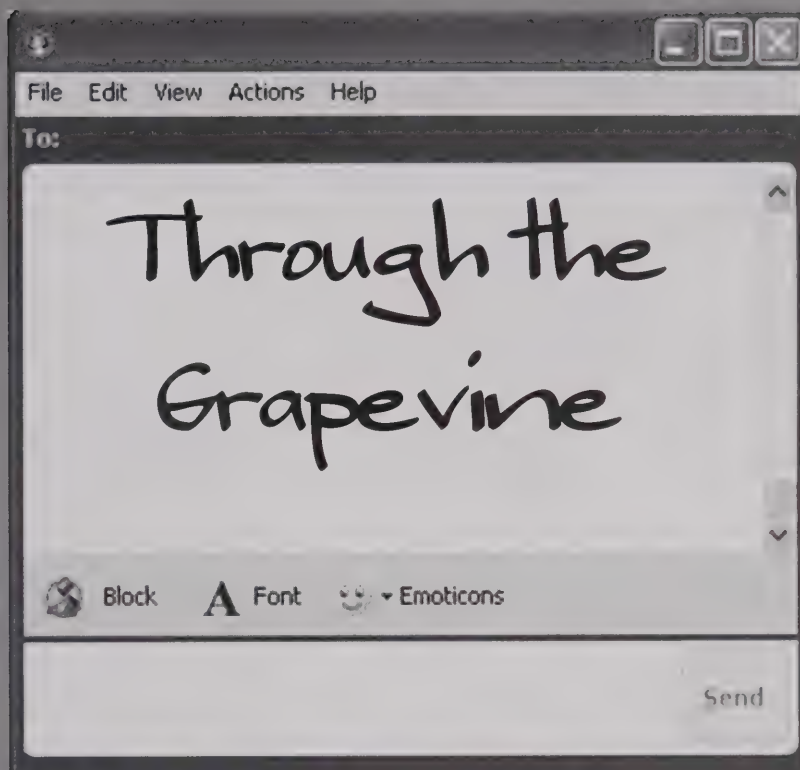 File Edit View Actions Help
To:
Through the
Grapevine
Block A Font Emoticons
Send